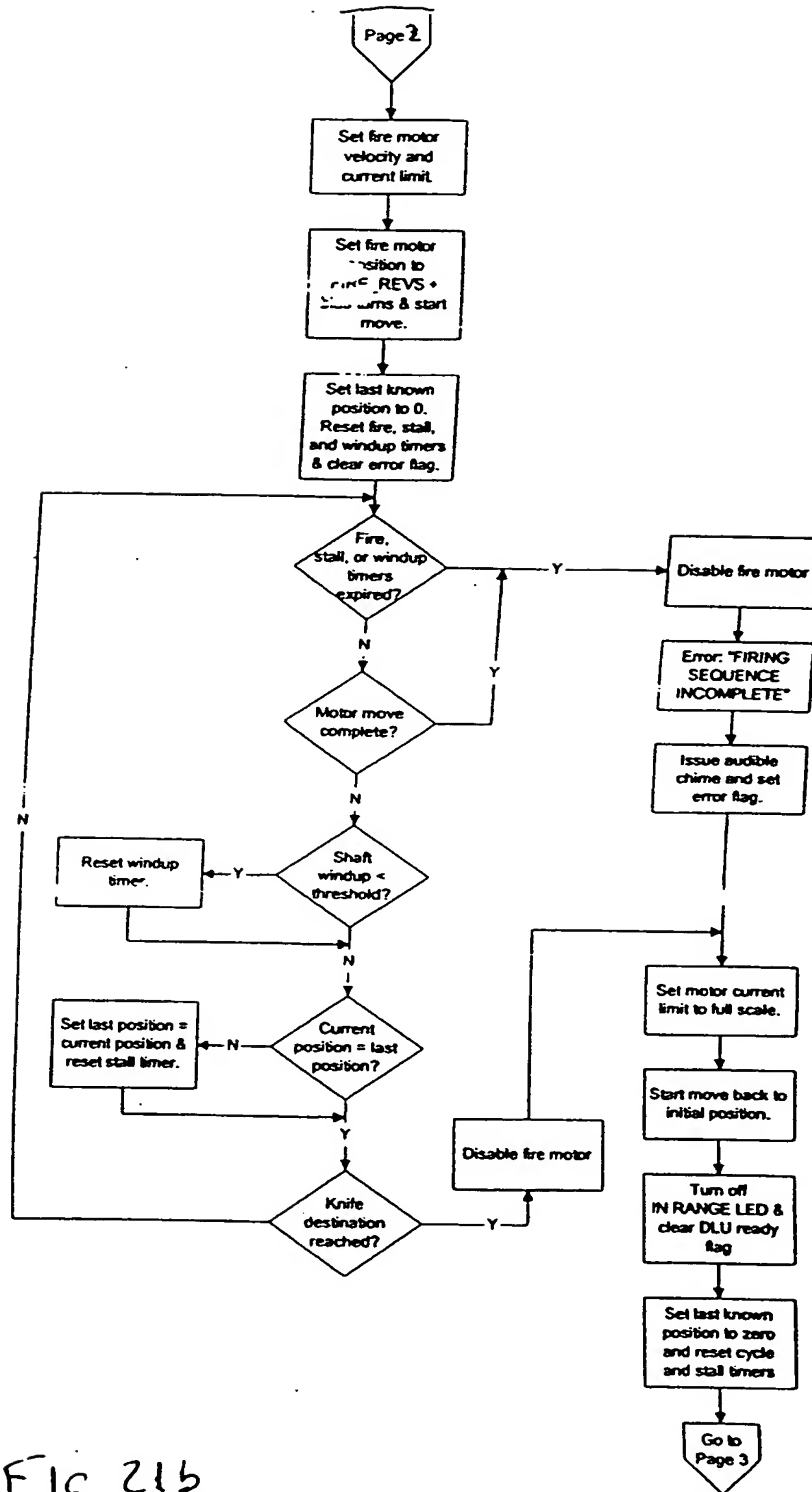 Page 2
Set fire motor
velocity and
current limit.
Set fire motor
position to
FIRE_REVS +
turns & start
move.
Set last known
position to 0.
Reset fire, stall,
and windup timers
& clear error flag.
Fire,
stall, or windup
timers
expired?
Y
Disable fire motor
N
Y
Error: "FIRING
SEQUENCE
INCOMPLETE"
Motor move
complete?
Issue audible
chime and set
error flag.
N
N
Shaft
windup <
threshold?
Y
Reset windup
timer.
N
Set motor current
limit to full scale.
Current
position = last
position?
N
Set last position =
current position &
reset stall timer.
Start move back to
initial position.
Y
Disable fire motor
Knife
destination
reached?
Y
Turn off
IN RANGE LED &
clear DLU ready
flag
Set last known
position to zero
and reset cycle
and stall timers
Go to
Page 3
FIG 21b